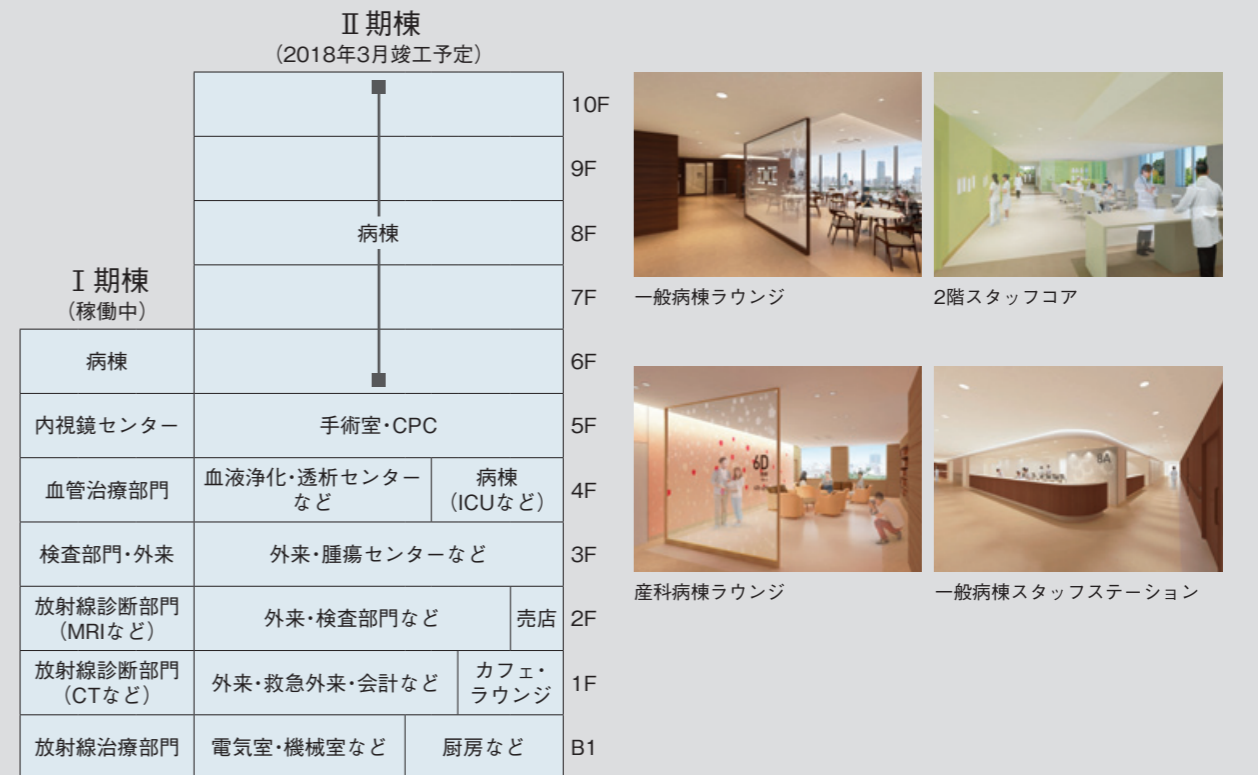 Ⅱ期棟
（2018年3月竣工予定）
10F
9F
病棟
8F
7F
Ⅰ期棟
（稼働中）
病棟
6F
内視鏡センター
手術室・CPC
5F
血管治療部門
血液浄化・透析センター
など
病棟
（ICUなど）
4F
検査部門・外来
外来・腫瘍センターなど
3F
放射線診断部門
（MRIなど）
外来・検査部門など
売店
2F
放射線診断部門
（CTなど）
外来・救急外来・会計など
カフェ・
ラウンジ
1F
放射線治療部門
電気室・機械室など
厨房など
B1
一般病棟ラウンジ
2階スタッフコア
6D
産科病棟ラウンジ
8A
一般病棟スタッフステーション